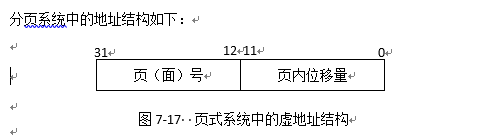 分页系统中的地址结构如下：
31 12 11 0
页（面）号 页内位移量
图 7-17 页式系统中的虚地址结构